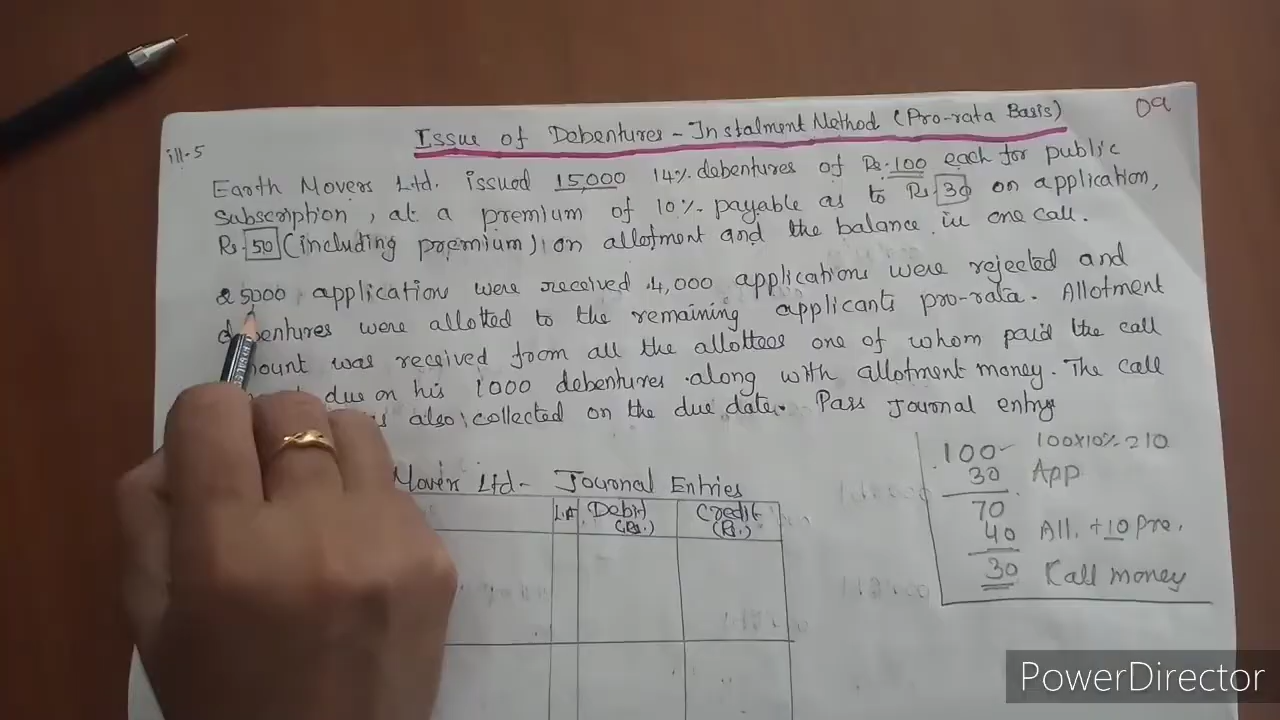 ill-5
Issue of Debentures - Instalment Method (Pro-rata Basis)
09
Earth Movers Ltd. issued 15,000 14% debentures of Rs.100 each for public
subscription, at a premium of 10% payable as to Rs 30 on application,
Rs 50 (including premium) on allotment and the balance in one call.
25000 application were received 4,000 applications were rejected and
debentures were allotted to the remaining applicants pro-rata. Allotment
mount was received from all the allottees one of whom paid the call
due on his 1000 debentures along with allotment money. The call
also collected on the due date. Pass Journal entry
Movers Ltd- Journal Entries
L.F Debit (Rs.) Credit (Rs.)
100 100x10%=10
30 App
70
40 All. +10 Pre.
30 Call money
PowerDirector